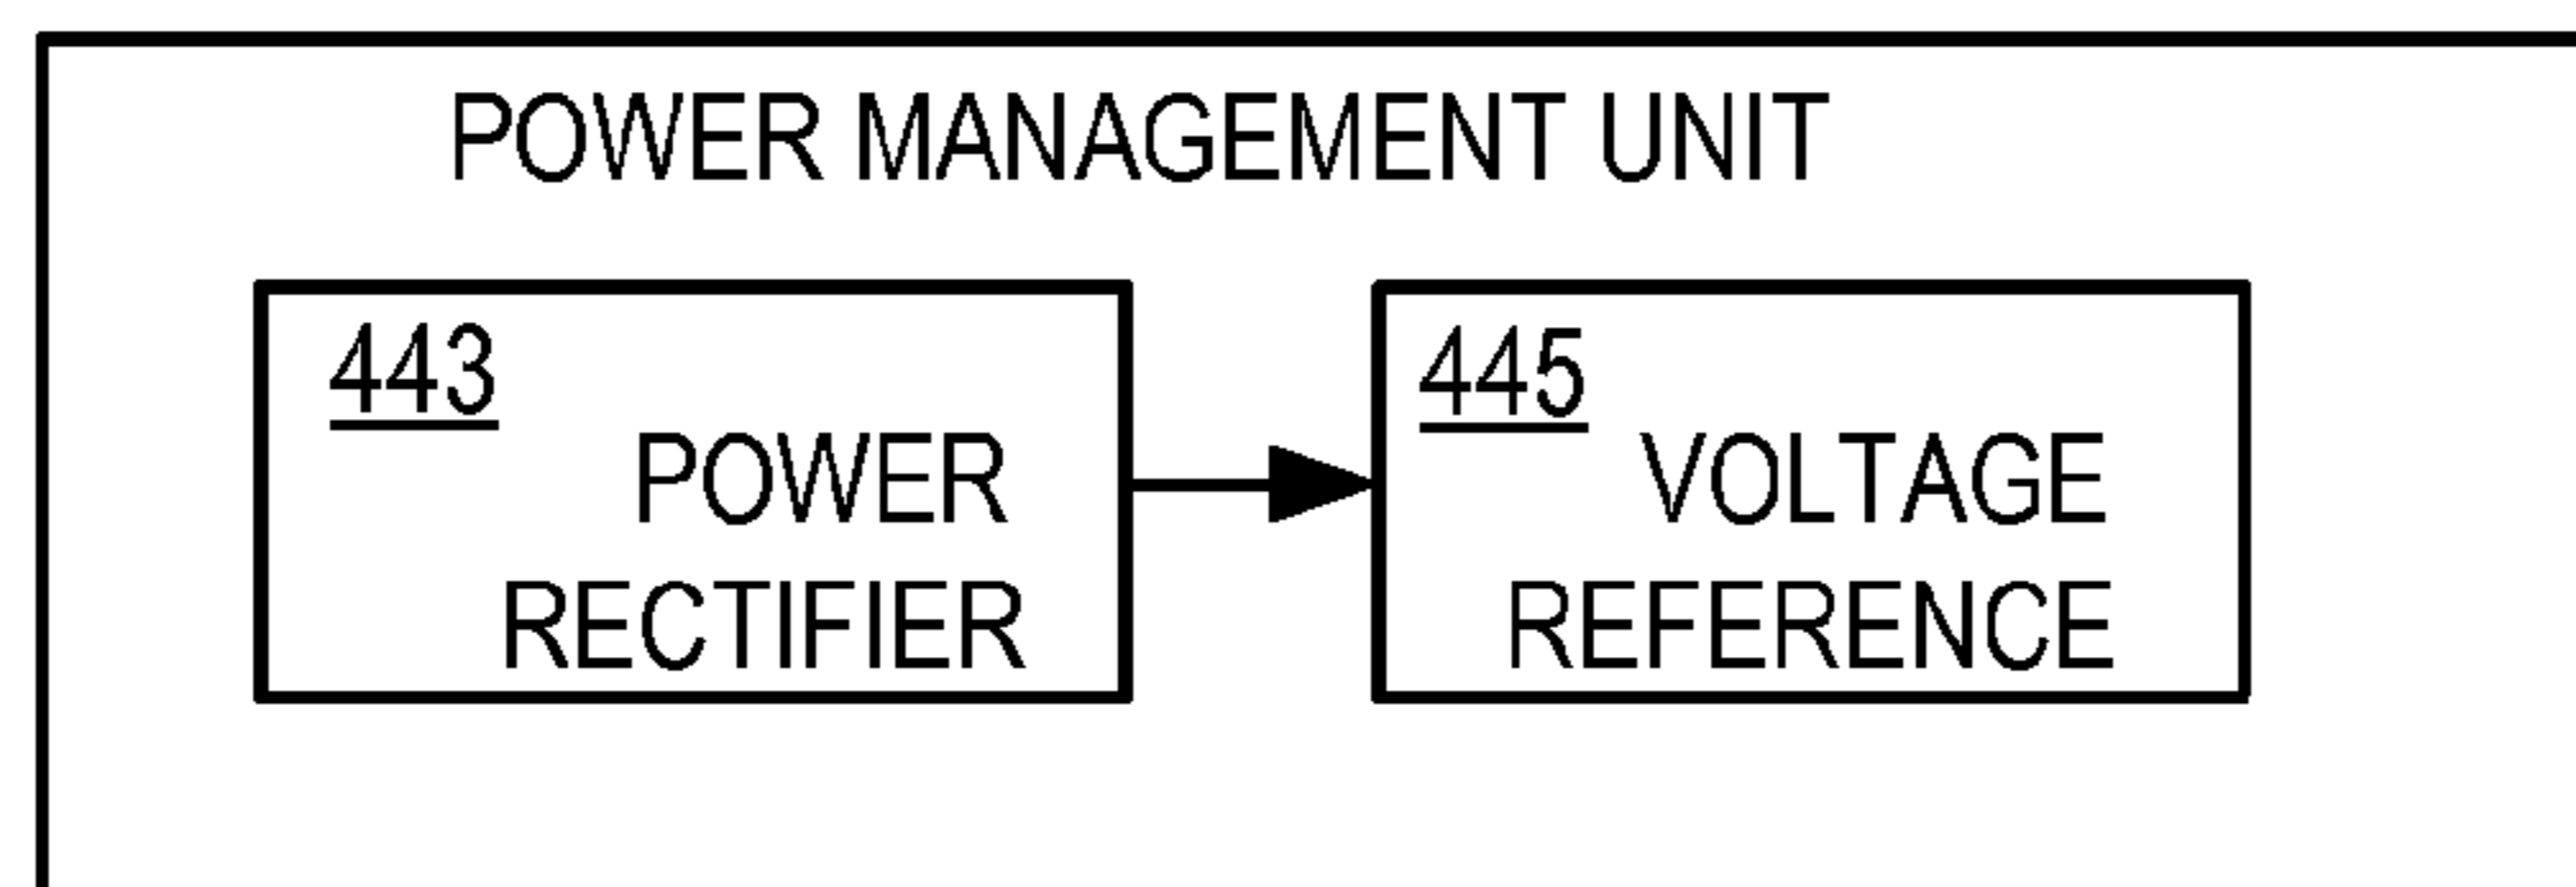 POWER MANAGEMENT UNIT
443
POWER
RECTIFIER
445
VOLTAGE
REFERENCE